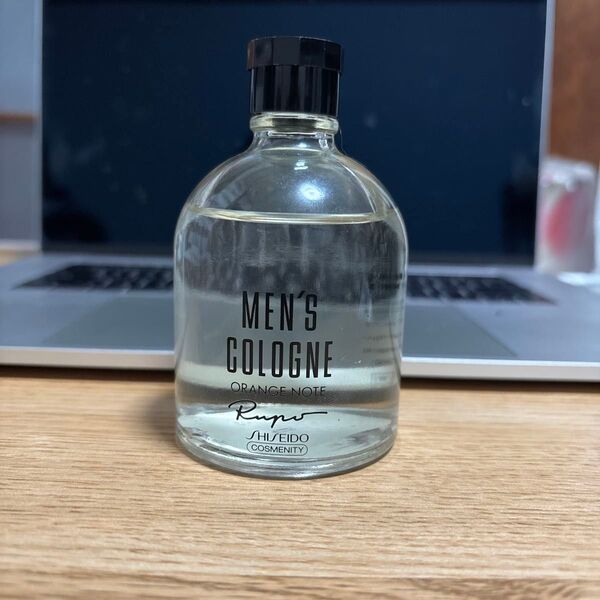 MEN'S
COLOGNE
ORANGE NOTE
Rupo
SHISEIDO
COSMENITY